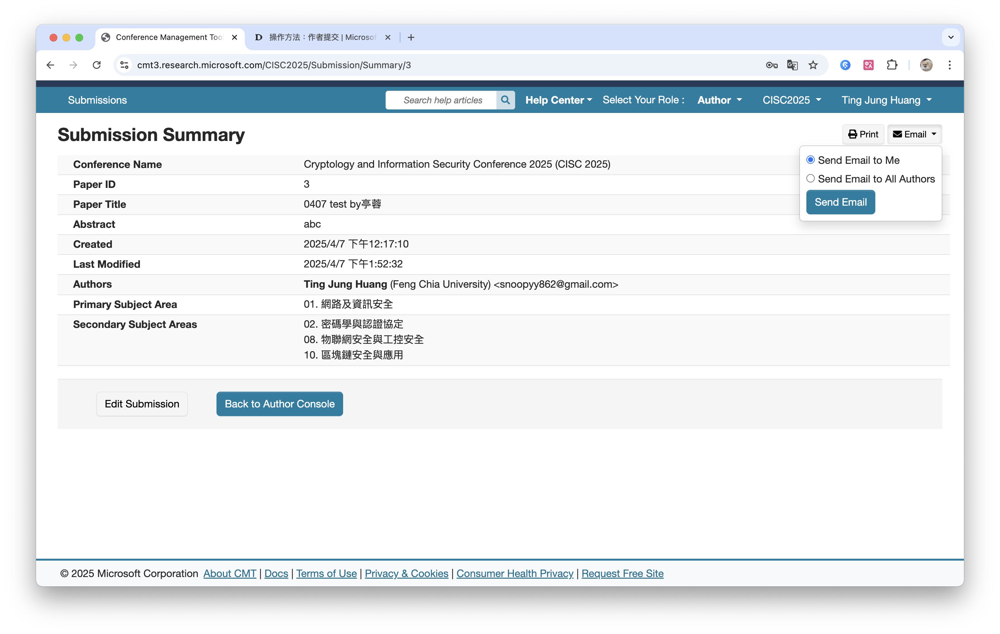 Conference Management Too
操作方法：作者提交 | Microsof
cmt3.research.microsoft.com/CISC2025/Submission/Summary/3
Submissions
Search help articles
Help Center
Select Your Role :
Author
CISC2025
Ting Jung Huang
Submission Summary
Print
Email
Send Email to Me
Send Email to All Authors
Send Email
Conference Name Cryptology and Information Security Conference 2025 (CISC 2025)
Paper ID 3
Paper Title 0407 test by亭蓉
Abstract abc
Created 2025/4/7 下午12:17:10
Last Modified 2025/4/7 下午1:52:32
Authors Ting Jung Huang (Feng Chia University) <snoopyy862@gmail.com>
Primary Subject Area 01. 網路及資訊安全
Secondary Subject Areas 02. 密碼學與認證協定
08. 物聯網安全與工控安全
10. 區塊鏈安全與應用
Edit Submission
Back to Author Console
© 2025 Microsoft Corporation About CMT | Docs | Terms of Use | Privacy & Cookies | Consumer Health Privacy | Request Free Site